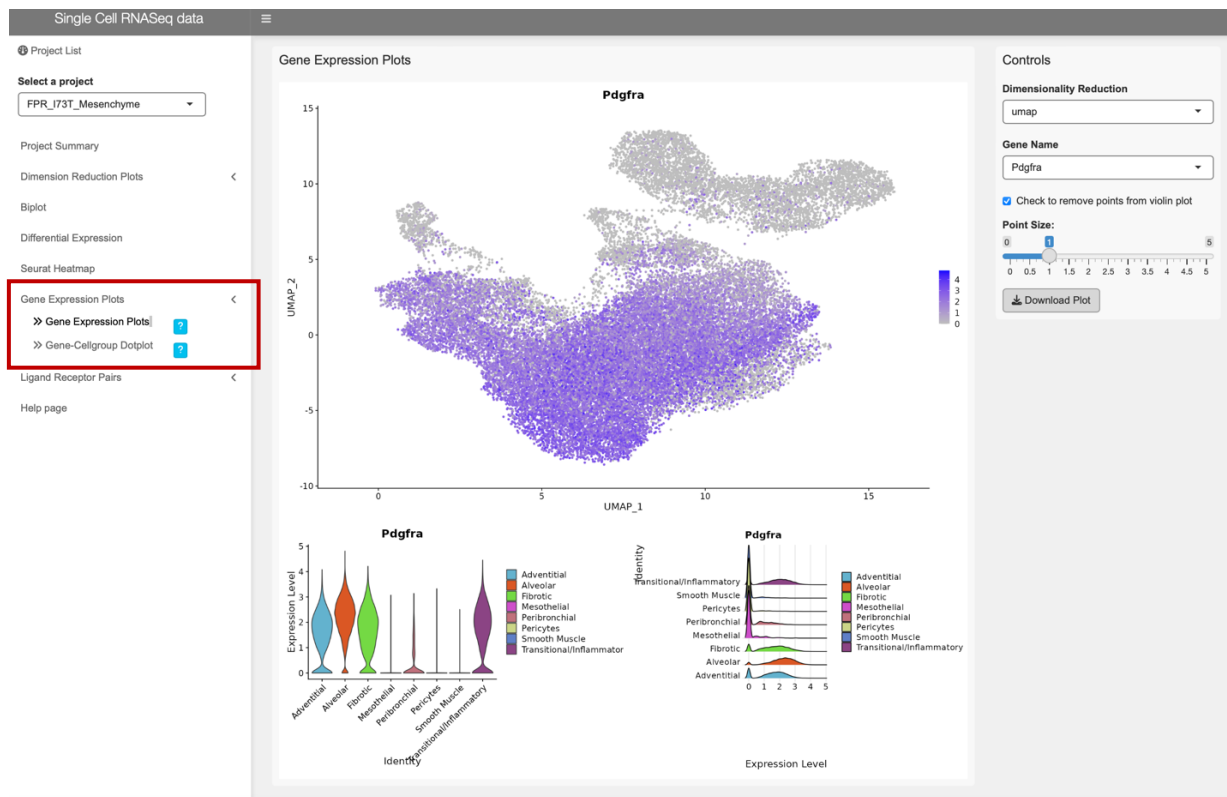 Single Cell RNASeq data
Project List
Select a project
FPR_I73T_Mesenchyme
Project Summary
Dimension Reduction Plots
Biplot
Differential Expression
Seurat Heatmap
Gene Expression Plots
Gene Expression Plots
?
Gene-Cellgroup Dotplot
?
Ligand Receptor Pairs
Help page
Gene Expression Plots
Pdgfra
15
10
5
0
-5
-10
UMAP_2
0 5 10 15
UMAP_1
4
3
2
1
0
Pdgfra
5
4
3
2
1
0
Expression Level
Adventitial
Alveolar
Fibrotic
Mesothelial
Peribronchial
Pericytes
Smooth Muscle
Transitional/Inflammatory
Identity
Adventitial
Alveolar
Fibrotic
Mesothelial
Peribronchial
Pericytes
Smooth Muscle
Transitional/Inflammator
Pdgfra
Identity
Transitional/Inflammatory
Smooth Muscle
Pericytes
Peribronchial
Mesothelial
Fibrotic
Alveolar
Adventitial
0 1 2 3 4 5
Expression Level
Adventitial
Alveolar
Fibrotic
Mesothelial
Peribronchial
Pericytes
Smooth Muscle
Transitional/Inflammatory
Controls
Dimensionality Reduction
umap
Gene Name
Pdgfra
Check to remove points from violin plot
Point Size:
0 1 5
0 0.5 1 1.5 2 2.5 3 3.5 4 4.5 5
Download Plot